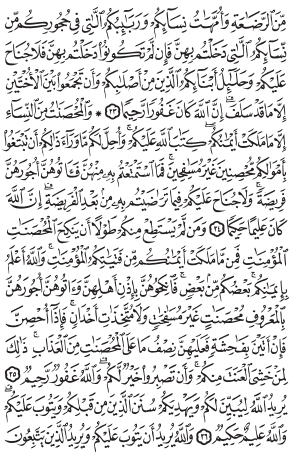 مِّنَ ٱلرَّضَٰعَةِ وَأُمَّهَٰتُ نِسَآئِكُمْ وَرَبَٰٓئِبُكُمُ ٱلَّٰتِى فِى حُجُورِكُم مِّن
نِّسَآئِكُمُ ٱلَّٰتِى دَخَلْتُم بِهِنَّ فَإِن لَّمْ تَكُونُوا۟ دَخَلْتُم بِهِنَّ فَلَا جُنَاحَ
عَلَيْكُمْ وَحَلَٰٓئِلُ أَبْنَآئِكُمُ ٱلَّذِينَ مِنْ أَصْلَٰبِكُمْ وَأَن تَجْمَعُوا۟ بَيْنَ ٱلْأُخْتَيْنِ
إِلَّا مَا قَدْ سَلَفَ إِنَّ ٱللَّهَ كَانَ غَفُورًا رَّحِيمًا ٢٣ وَٱلْمُحْصَنَٰتُ مِنَ ٱلنِّسَآءِ
إِلَّا مَا مَلَكَتْ أَيْمَٰنُكُمْ كِتَٰبَ ٱللَّهِ عَلَيْكُمْ وَأُحِلَّ لَكُم مَّا وَرَآءَ ذَٰلِكُمْ أَن تَبْتَغُوا۟
بِأَمْوَٰلِكُم مُّحْصِنِينَ غَيْرَ مُسَٰفِحِينَ فَمَا ٱسْتَمْتَعْتُم بِهِۦ مِنْهُنَّ فَـَٔاتُوهُنَّ أُجُورَهُنَّ
فَرِيضَةً وَلَا جُنَاحَ عَلَيْكُمْ فِيمَا تَرَٰضَيْتُم بِهِۦ مِنۢ بَعْدِ ٱلْفَرِيضَةِ إِنَّ ٱللَّهَ
كَانَ عَلِيمًا حَكِيمًا ٢٤ وَمَن لَّمْ يَسْتَطِعْ مِنكُمْ طَوْلًا أَن يَنكِحَ ٱلْمُحْصَنَٰتِ
ٱلْمُؤْمِنَٰتِ فَمِن مَّا مَلَكَتْ أَيْمَٰنُكُم مِّن فَتَيَٰتِكُمُ ٱلْمُؤْمِنَٰتِ وَٱللَّهُ أَعْلَمُ
بِإِيمَٰنِكُم بَعْضُكُم مِّنۢ بَعْضٍ فَٱنكِحُوهُنَّ بِإِذْنِ أَهْلِهِنَّ وَءَاتُوهُنَّ أُجُورَهُنَّ
بِٱلْمَعْرُوفِ مُحْصَنَٰتٍ غَيْرَ مُسَٰفِحَٰتٍ وَلَا مُتَّخِذَٰتِ أَخْدَانٍ فَإِذَآ أُحْصِنَّ
فَإِنْ أَتَيْنَ بِفَٰحِشَةٍ فَعَلَيْهِنَّ نِصْفُ مَا عَلَى ٱلْمُحْصَنَٰتِ مِنَ ٱلْعَذَابِ ذَٰلِكَ
لِمَنْ خَشِىَ ٱلْعَنَتَ مِنكُمْ وَأَن تَصْبِرُوا۟ خَيْرٌ لَّكُمْ وَٱللَّهُ غَفُورٌ رَّحِيمٌ ٢٥
يُرِيدُ ٱللَّهُ لِيُبَيِّنَ لَكُمْ وَيَهْدِيَكُمْ سُنَنَ ٱلَّذِينَ مِن قَبْلِكُمْ وَيَتُوبَ عَلَيْكُمْ
وَٱللَّهُ عَلِيمٌ حَكِيمٌ ٢٦ وَٱللَّهُ يُرِيدُ أَن يَتُوبَ عَلَيْكُمْ وَيُرِيدُ ٱلَّذِينَ يَتَّبِعُونَ